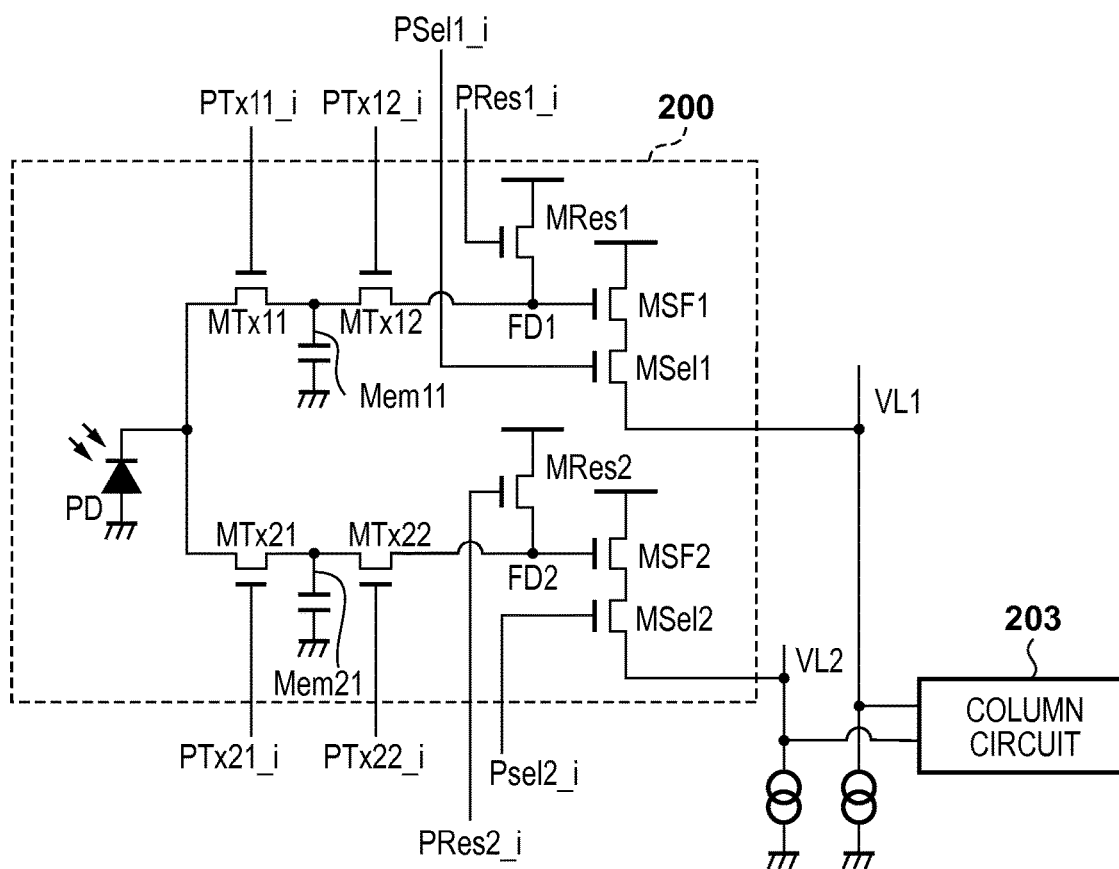 PSel1_i
PTx11_i
PTx12_i
PRes1_i
200
MRes1
MTx11
MTx12
FD1
MSF1
MSel1
Mem11
VL1
PD
MRes2
MTx21
MTx22
FD2
MSF2
MSel2
Mem21
VL2
203
COLUMN
CIRCUIT
PTx21_i
PTx22_i
Psel2_i
PRes2_i